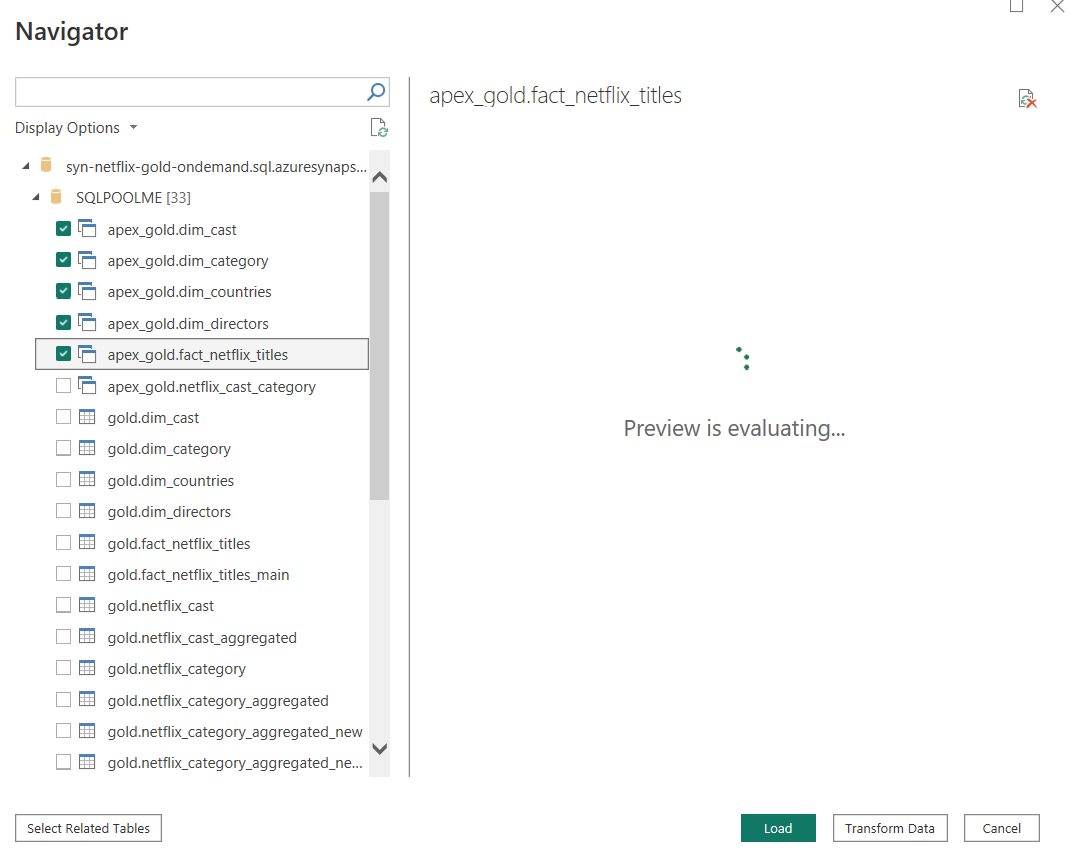 Navigator
Display Options
syn-netflix-gold-ondemand.sql.azuresynaps...
SQLPOOLME [33]
apex_gold.dim_cast
apex_gold.dim_category
apex_gold.dim_countries
apex_gold.dim_directors
apex_gold.fact_netflix_titles
apex_gold.netflix_cast_category
gold.dim_cast
gold.dim_category
gold.dim_countries
gold.dim_directors
gold.fact_netflix_titles
gold.fact_netflix_titles_main
gold.netflix_cast
gold.netflix_cast_aggregated
gold.netflix_category
gold.netflix_category_aggregated
gold.netflix_category_aggregated_new
gold.netflix_category_aggregated_ne...
apex_gold.fact_netflix_titles
Preview is evaluating...
Select Related Tables
Load
Transform Data
Cancel